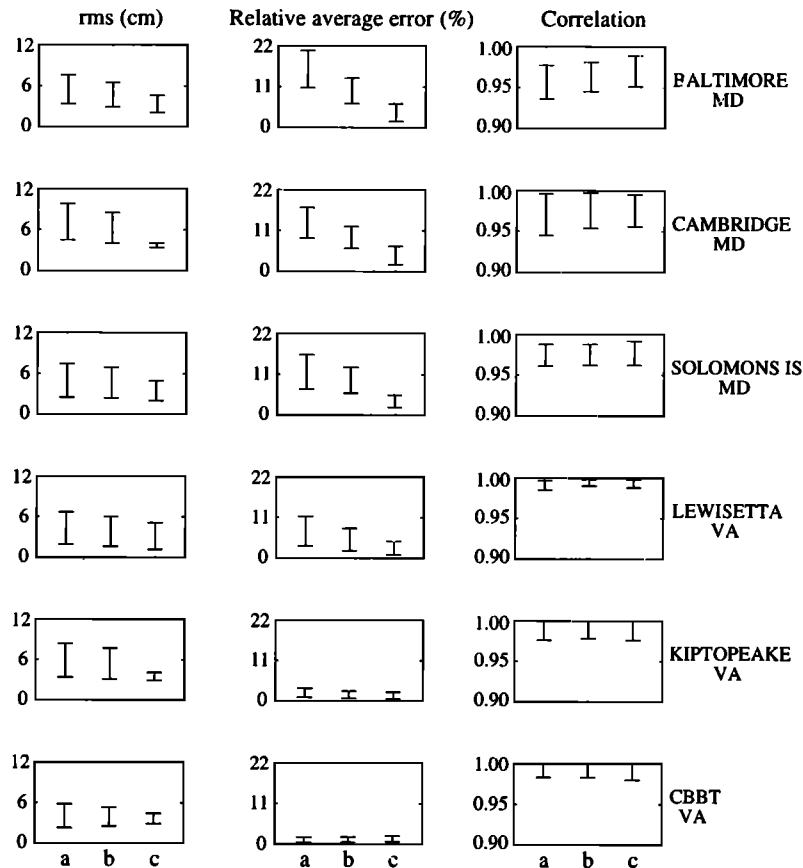 rms (cm) Relative average error (%) Correlation
12 22 1.00
6 11 0.95
0 0 0.90
BALTIMORE
MD
12 22 1.00
6 11 0.95
0 0 0.90
CAMBRIDGE
MD
12 22 1.00
6 11 0.95
0 0 0.90
SOLOMONS IS
MD
12 22 1.00
6 11 0.95
0 0 0.90
LEWISETTA
VA
12 22 1.00
6 11 0.95
0 0 0.90
KIPTOPEAKE
VA
12 22 1.00
6 11 0.95
0 0 0.90
CBBT
VA
a b c a b c a b c